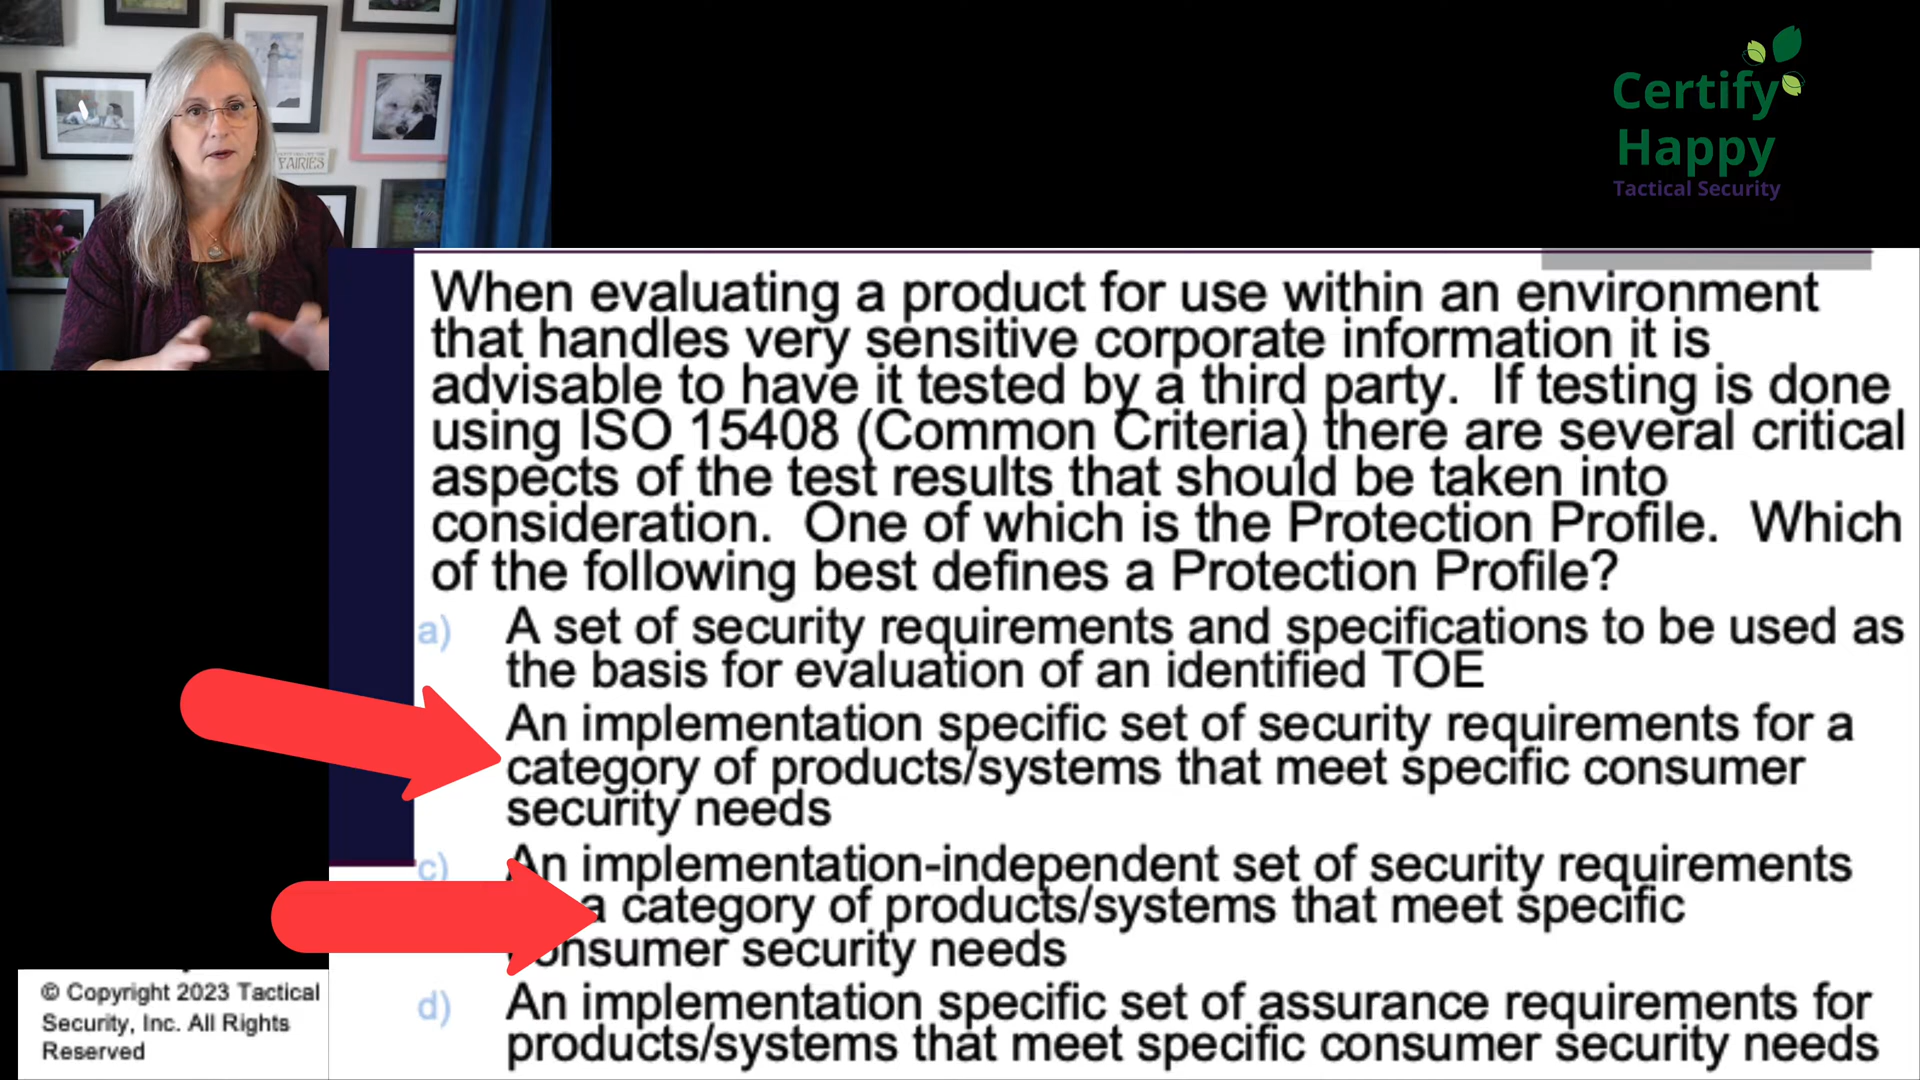 FAIRIES
Certify
Happy
Tactical Security
When evaluating a product for use within an environment
that handles very sensitive corporate information it is
advisable to have it tested by a third party. If testing is done
using ISO 15408 (Common Criteria) there are several critical
aspects of the test results that should be taken into
consideration. One of which is the Protection Profile. Which
of the following best defines a Protection Profile?
a) A set of security requirements and specifications to be used as
the basis for evaluation of an identified TOE
An implementation specific set of security requirements for a
category of products/systems that meet specific consumer
security needs
c) An implementation-independent set of security requirements
a category of products/systems that meet specific
consumer security needs
d) An implementation specific set of assurance requirements for
products/systems that meet specific consumer security needs
© Copyright 2023 Tactical
Security, Inc. All Rights
Reserved